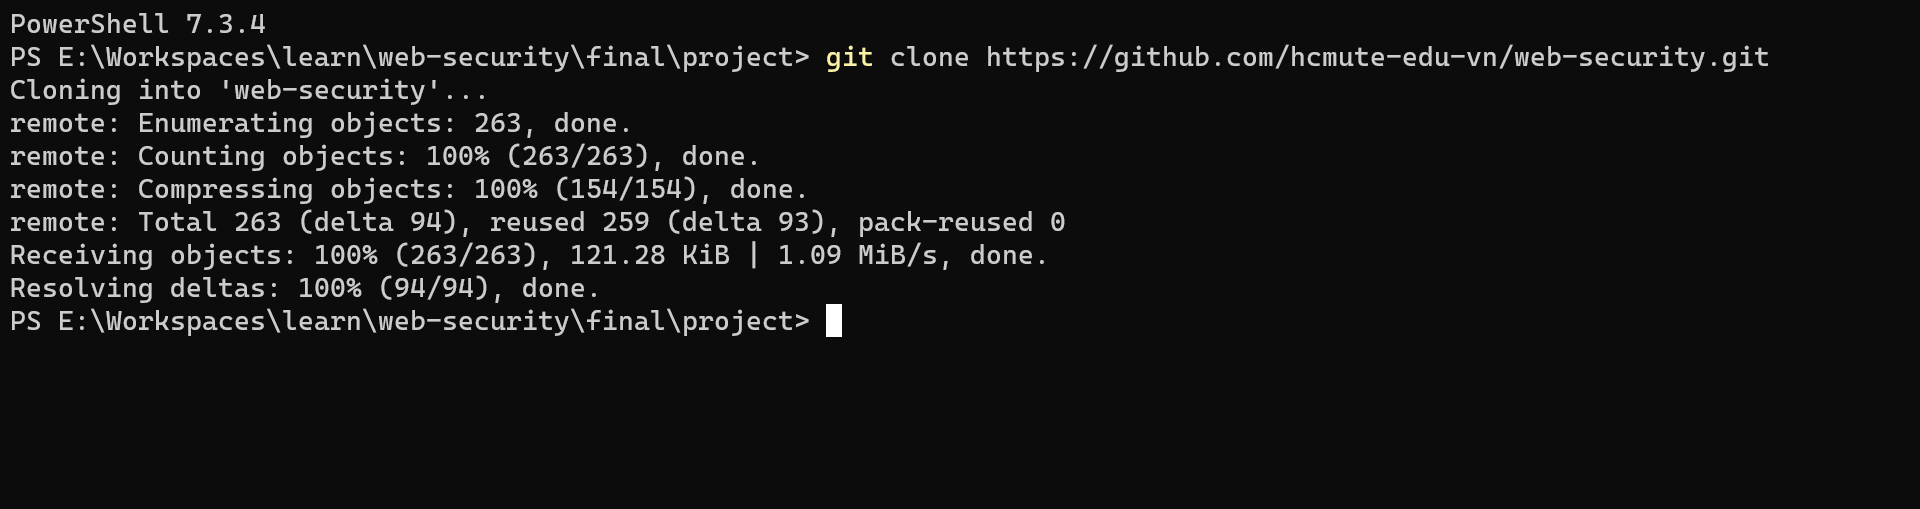 PowerShell 7.3.4
PS E:\Workspaces\learn\web-security\final\project> git clone https://github.com/hcmute-edu-vn/web-security.git
Cloning into 'web-security'...
remote: Enumerating objects: 263, done.
remote: Counting objects: 100% (263/263), done.
remote: Compressing objects: 100% (154/154), done.
remote: Total 263 (delta 94), reused 259 (delta 93), pack-reused 0
Receiving objects: 100% (263/263), 121.28 KiB | 1.09 MiB/s, done.
Resolving deltas: 100% (94/94), done.
PS E:\Workspaces\learn\web-security\final\project>